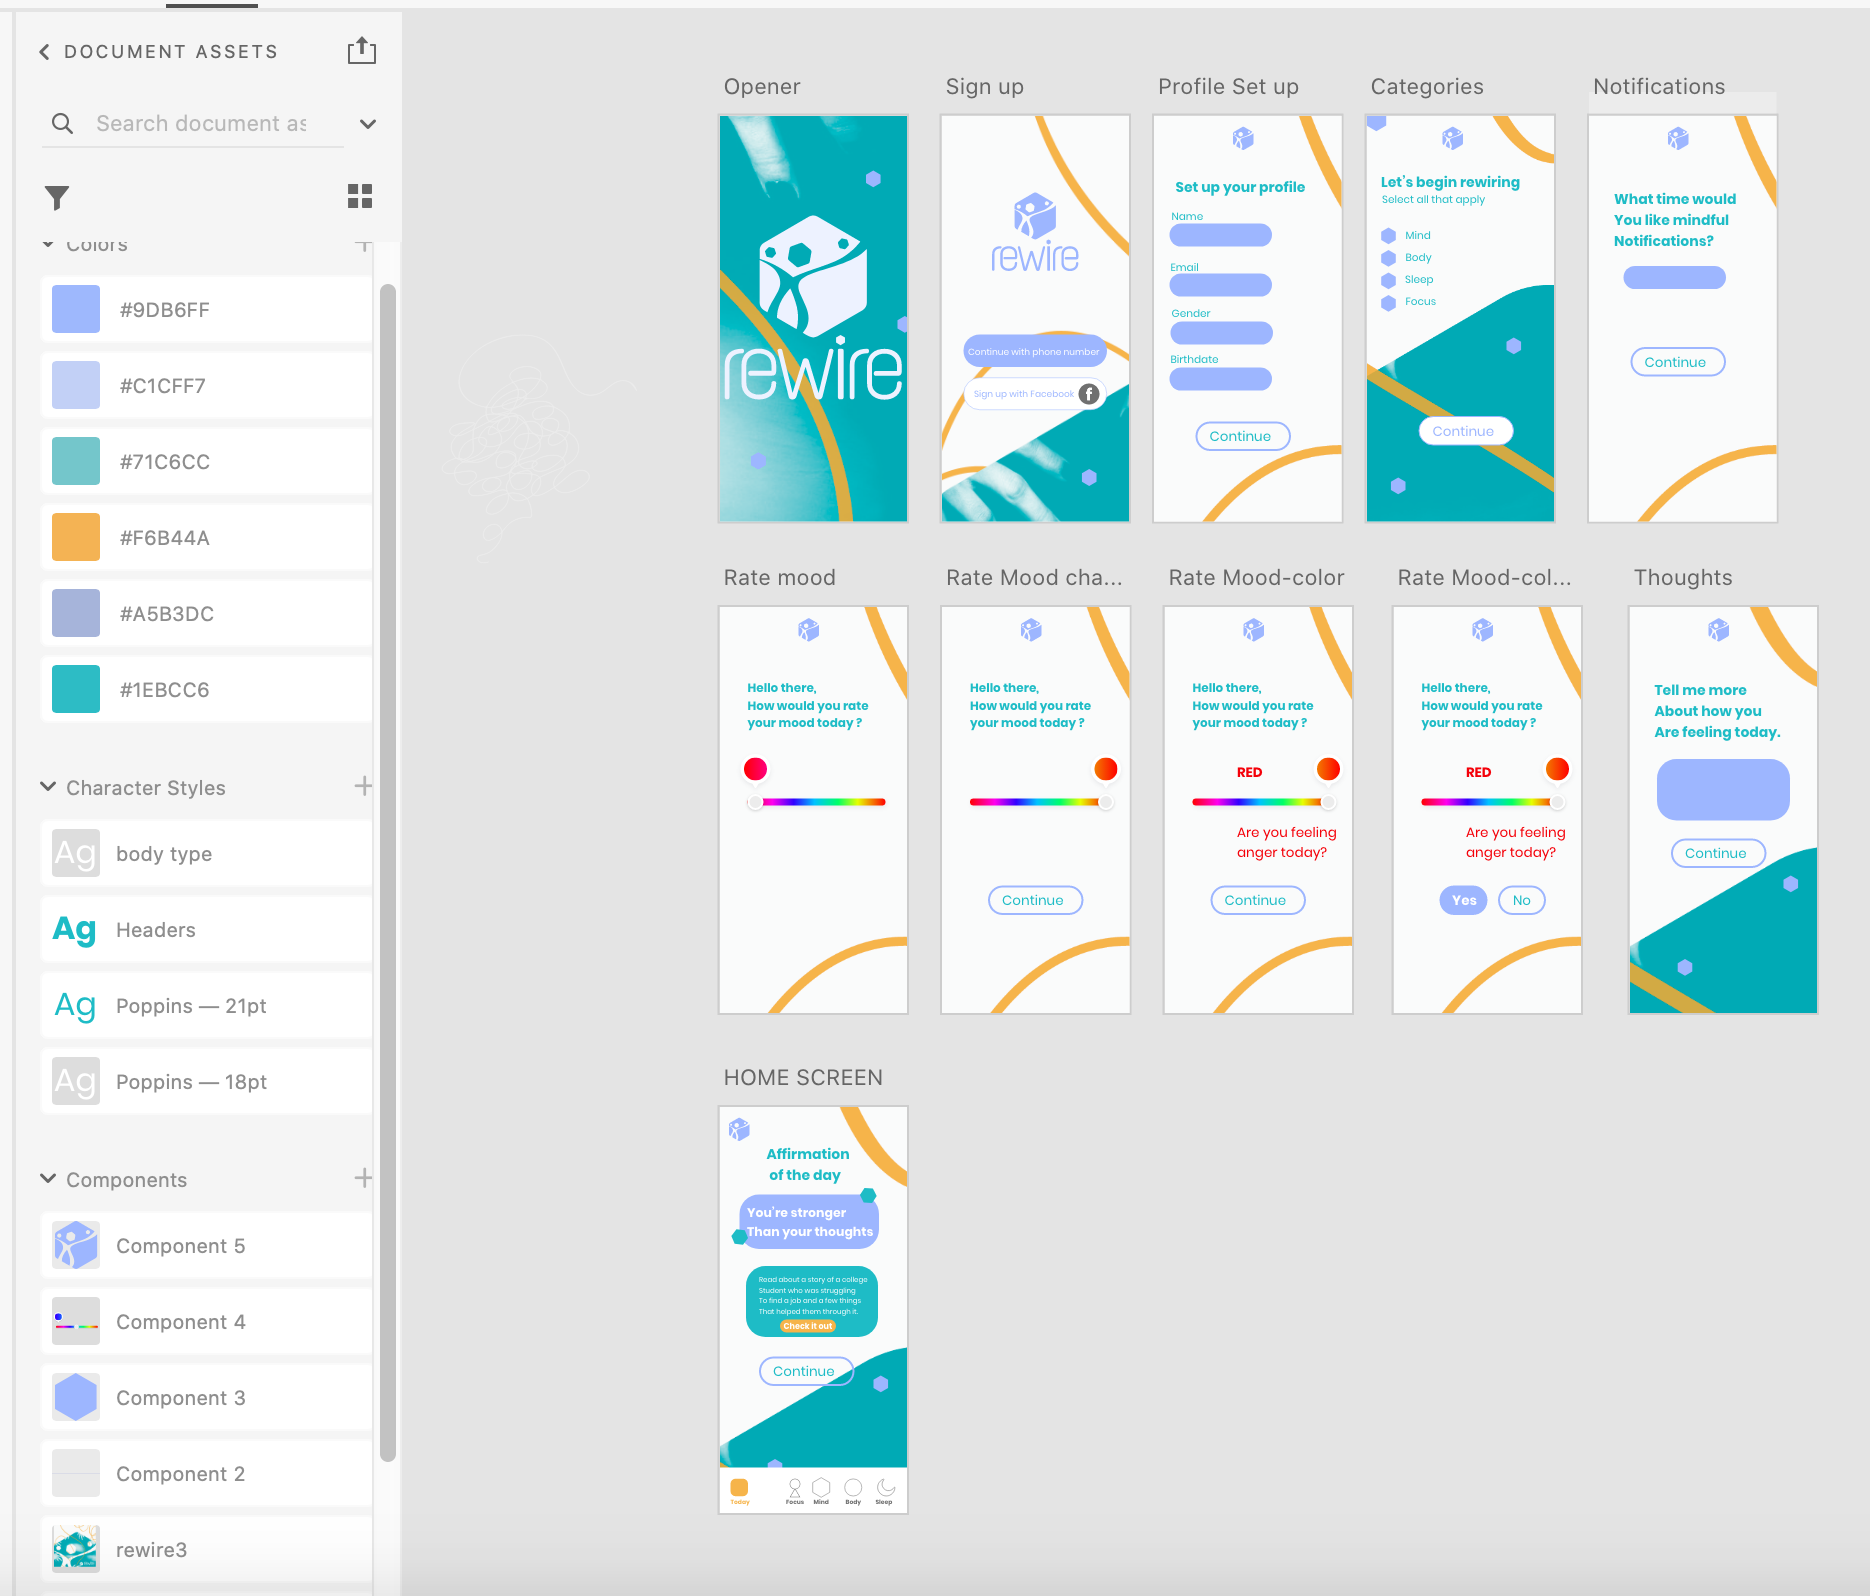 DOCUMENT ASSETS
Search document as
Colors
#9DB6FF
#C1CFF7
#71C6CC
#F6B44A
#A5B3DC
#1EBCC6
Character Styles
Ag body type
Ag Headers
Ag Poppins — 21pt
Ag Poppins — 18pt
Components
Component 5
Component 4
Component 3
Component 2
rewire3
Opener
rewire
Sign up
rewire
Continue with phone number
Sign up with Facebook f
Profile Set up
Set up your profile
Name
Email
Gender
Birthdate
Continue
Categories
Let's begin rewiring
Select all that apply
Mind
Body
Sleep
Focus
Continue
Notifications
What time would
You like mindful
Notifications?
Continue
Rate mood
Hello there,
How would you rate
your mood today ?
Rate Mood cha...
Hello there,
How would you rate
your mood today ?
Continue
Rate Mood-color
Hello there,
How would you rate
your mood today ?
RED
Are you feeling
anger today?
Continue
Rate Mood-col...
Hello there,
How would you rate
your mood today ?
RED
Are you feeling
anger today?
Yes No
Thoughts
Tell me more
About how you
Are feeling today.
Continue
HOME SCREEN
Affirmation
of the day
You're stronger
Than your thoughts
Read about a story of a college
Student who was struggling
To find a job and a few things
That helped them through it.
Check it out
Continue
Today Focus Mind Body Sleep